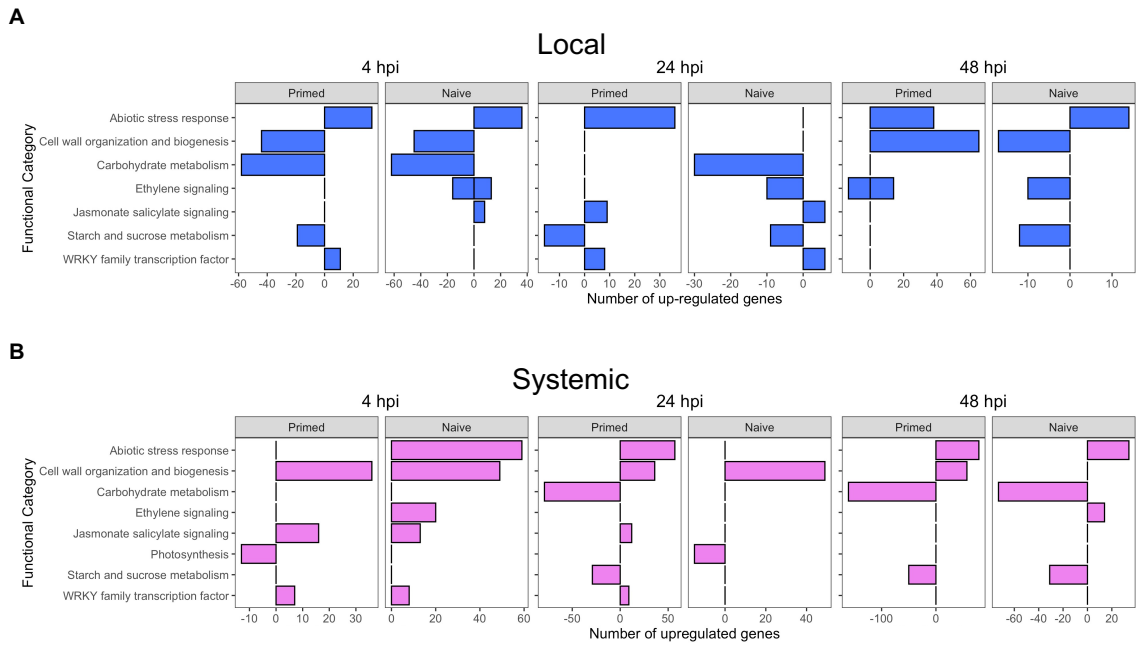 A
Local
4 hpi 24 hpi 48 hpi
Primed Naive Primed Naive Primed Naive
Functional Category
Abiotic stress response
Cell wall organization and biogenesis
Carbohydrate metabolism
Ethylene signaling
Jasmonate salicylate signaling
Starch and sucrose metabolism
WRKY family transcription factor
-60 -40 -20 0 20 -60 -40 -20 0 20 40 -10 0 10 20 30 -30 -20 -10 0 0 20 40 60 -10 0 10
Number of up-regulated genes
B
Systemic
4 hpi 24 hpi 48 hpi
Primed Naive Primed Naive Primed Naive
Functional Category
Abiotic stress response
Cell wall organization and biogenesis
Carbohydrate metabolism
Ethylene signaling
Jasmonate salicylate signaling
Photosynthesis
Starch and sucrose metabolism
WRKY family transcription factor
-10 0 10 20 30 0 20 40 60 -50 0 50 0 20 40 -100 0 -60 -40 -20 0 20
Number of upregulated genes